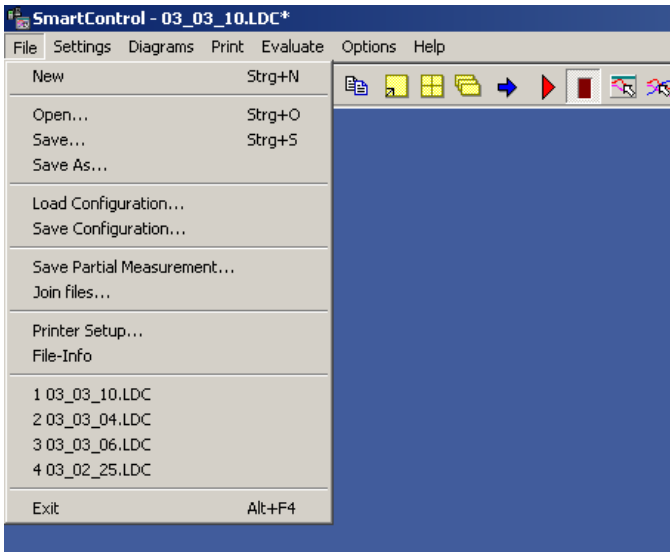 SmartControl - 03_03_10.LDC*
File Settings Diagrams Print Evaluate Options Help
New Strg+N
Open... Strg+O
Save... Strg+S
Save As...
Load Configuration...
Save Configuration...
Save Partial Measurement...
Join files...
Printer Setup...
File-Info
1 03_03_10.LDC
2 03_03_04.LDC
3 03_03_06.LDC
4 03_02_25.LDC
Exit Alt+F4